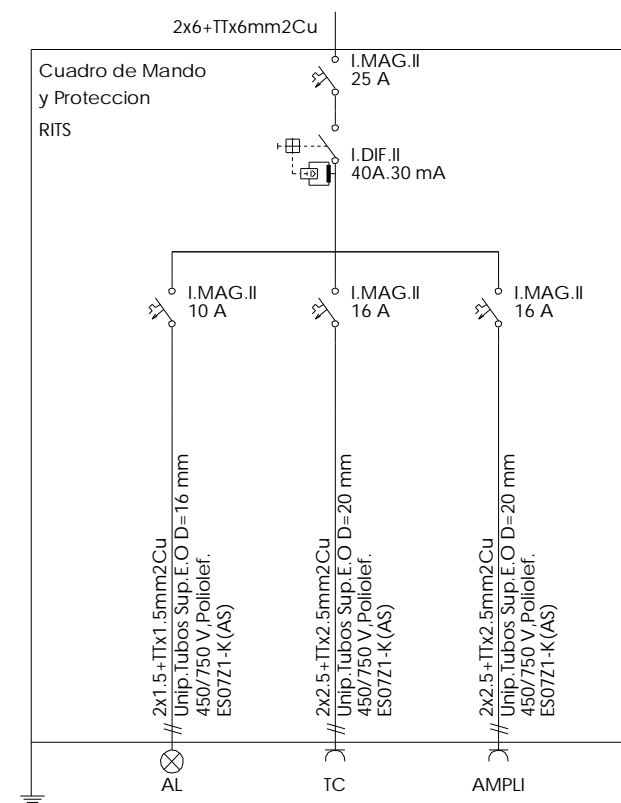 2x6+TTx6mm2Cu
Cuadro de Mando
y Proteccion
RITS
I.MAG.II
25 A
I.DIF.II
40A.30 mA
I.MAG.II
10 A
I.MAG.II
16 A
I.MAG.II
16 A
2x1.5+TTx1.5mm2Cu
Unip.Tubos Sup.E.O D=16 mm
450/750 V,Poliolef.
ES07Z1-K(AS)
2x2.5+TTx2.5mm2Cu
Unip.Tubos Sup.E.O D=20 mm
450/750 V,Poliolef.
ES07Z1-K(AS)
2x2.5+TTx2.5mm2Cu
Unip.Tubos Sup.E.O D=20 mm
450/750 V,Poliolef.
ES07Z1-K(AS)
AL
TC
AMPLI